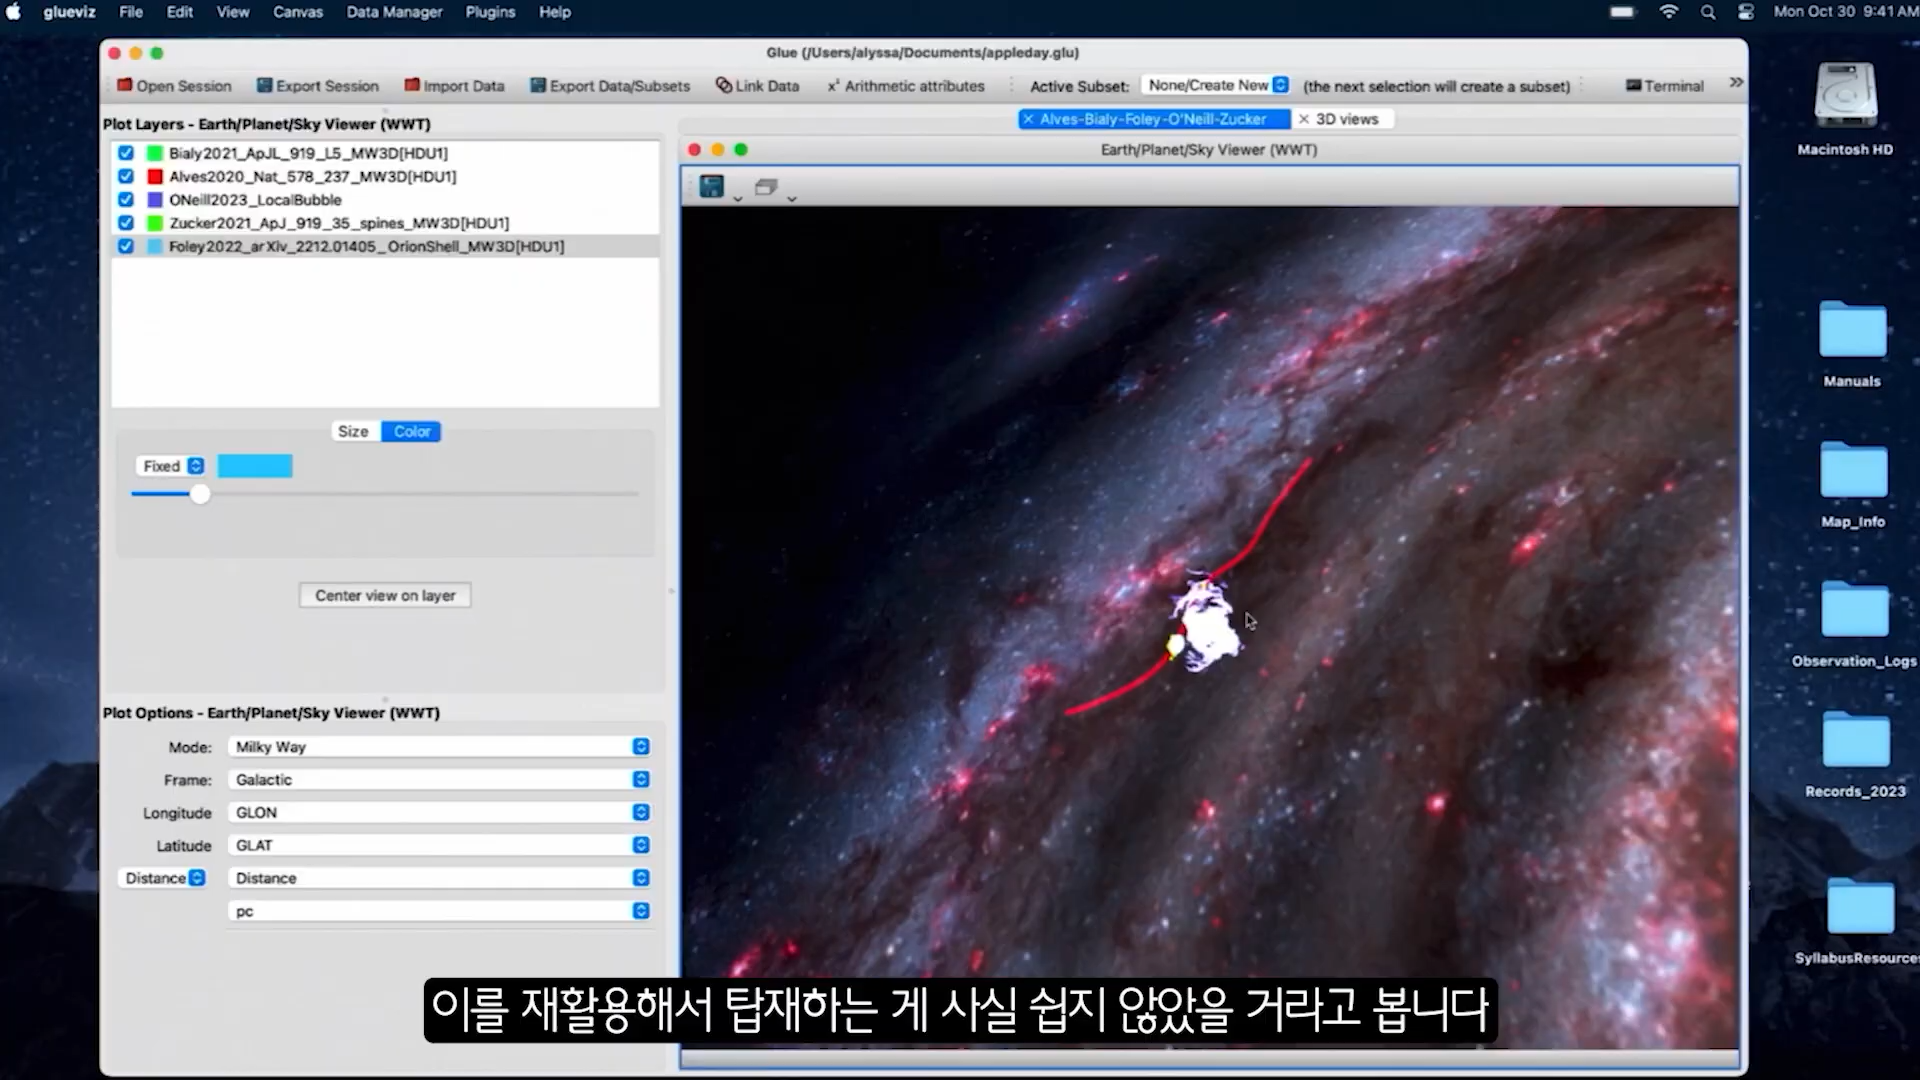 glueviz File Edit View Canvas Data Manager Plugins Help Mon Oct 30 9:41 AM
Glue (/Users/alyssa/Documents/appleday.glu)
Open Session Export Session Import Data Export Data/Subsets Link Data x² Arithmetic attributes Active Subset: None/Create New (the next selection will create a subset) Terminal »
Plot Layers - Earth/Planet/Sky Viewer (WWT)
Bialy2021_ApJL_919_L5_MW3D[HDU1]
Alves2020_Nat_578_237_MW3D[HDU1]
ONeill2023_LocalBubble
Zucker2021_ApJ_919_35_spines_MW3D[HDU1]
Foley2022_arXiv_2212.01405_OrionShell_MW3D[HDU1]
Size Color
Fixed
Center view on layer
Plot Options - Earth/Planet/Sky Viewer (WWT)
Mode: Milky Way
Frame: Galactic
Longitude GLON
Latitude GLAT
Distance Distance
pc
Alves-Bialy-Foley-O'Neill-Zucker 3D views
Earth/Planet/Sky Viewer (WWT)
Macintosh HD
Manuals
Map_Info
Observation_Logs
Records_2023
SyllabusResources
이를 재활용해서 탑재하는 게 사실 쉽지 않았을 거라고 봅니다